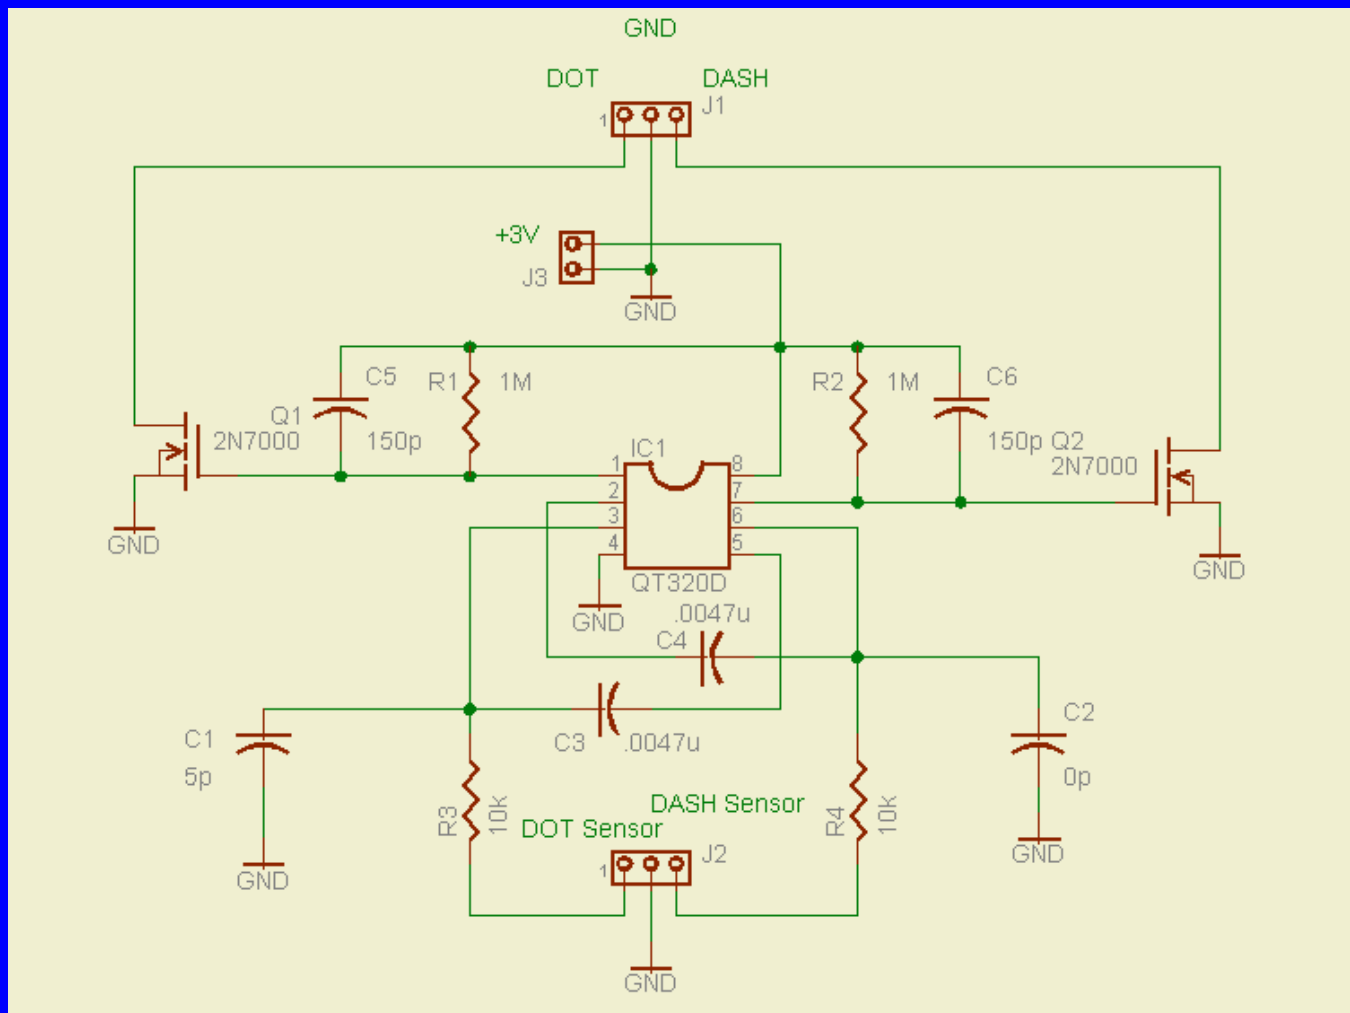 GND
DOT
DASH
J1
1
+3V
J3
GND
C5
R1
1M
R2
1M
C6
Q1
2N7000
150p
150p
Q2
2N7000
IC1
1
8
2
7
3
6
4
5
QT320D
GND
GND
GND
.0047u
C4
C1
5p
C3
.0047u
C2
0p
R3
10k
DASH Sensor
DOT Sensor
R4
10k
J2
1
GND
GND
GND